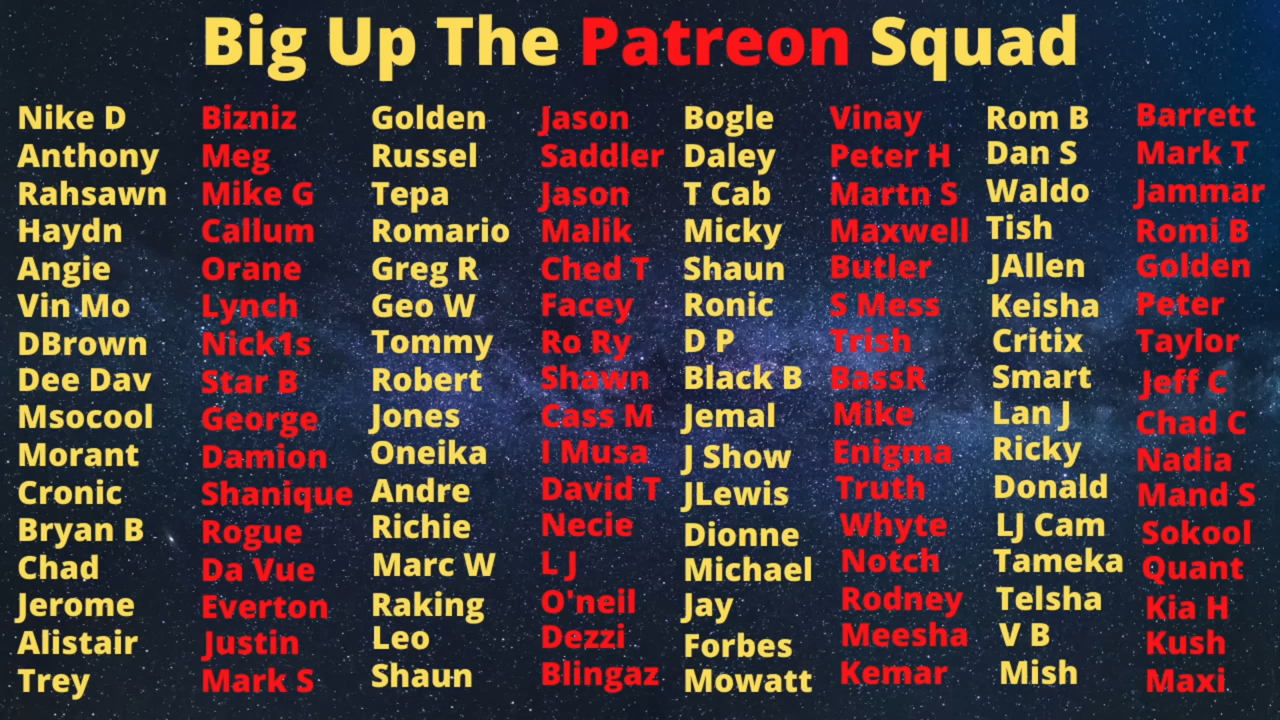 Big Up The Patreon Squad
Nike D
Anthony
Rahsawn
Haydn
Angie
Vin Mo
DBrown
Dee Dav
Msocool
Morant
Cronic
Bryan B
Chad
Jerome
Alistair
Trey
Bizniz
Meg
Mike G
Callum
Orane
Lynch
Nick1s
Star B
George
Damion
Shanique
Rogue
Da Vue
Everton
Justin
Mark S
Golden
Russel
Tepa
Romario
Greg R
Geo W
Tommy
Robert
Jones
Oneika
Andre
Richie
Marc W
Raking
Leo
Shaun
Jason
Saddler
Jason
Malik
Ched T
Facey
Ro Ry
Shawn
Cass M
I Musa
David T
Necie
L J
O'neil
Dezzi
Blingaz
Bogle
Daley
T Cab
Micky
Shaun
Ronic
D P
Black B
Jemal
J Show
JLewis
Dionne
Michael
Jay
Forbes
Mowatt
Vinay
Peter H
Martn S
Maxwell
Butler
S Mess
Trish
BassR
Mike
Enigma
Truth
Whyte
Notch
Rodney
Meesha
Kemar
Rom B
Dan S
Waldo
Tish
JAllen
Keisha
Critix
Smart
Lan J
Ricky
Donald
LJ Cam
Tameka
Telsha
V B
Mish
Barrett
Mark T
Jammar
Romi B
Golden
Peter
Taylor
Jeff C
Chad C
Nadia
Mand S
Sokool
Quant
Kia H
Kush
Maxi